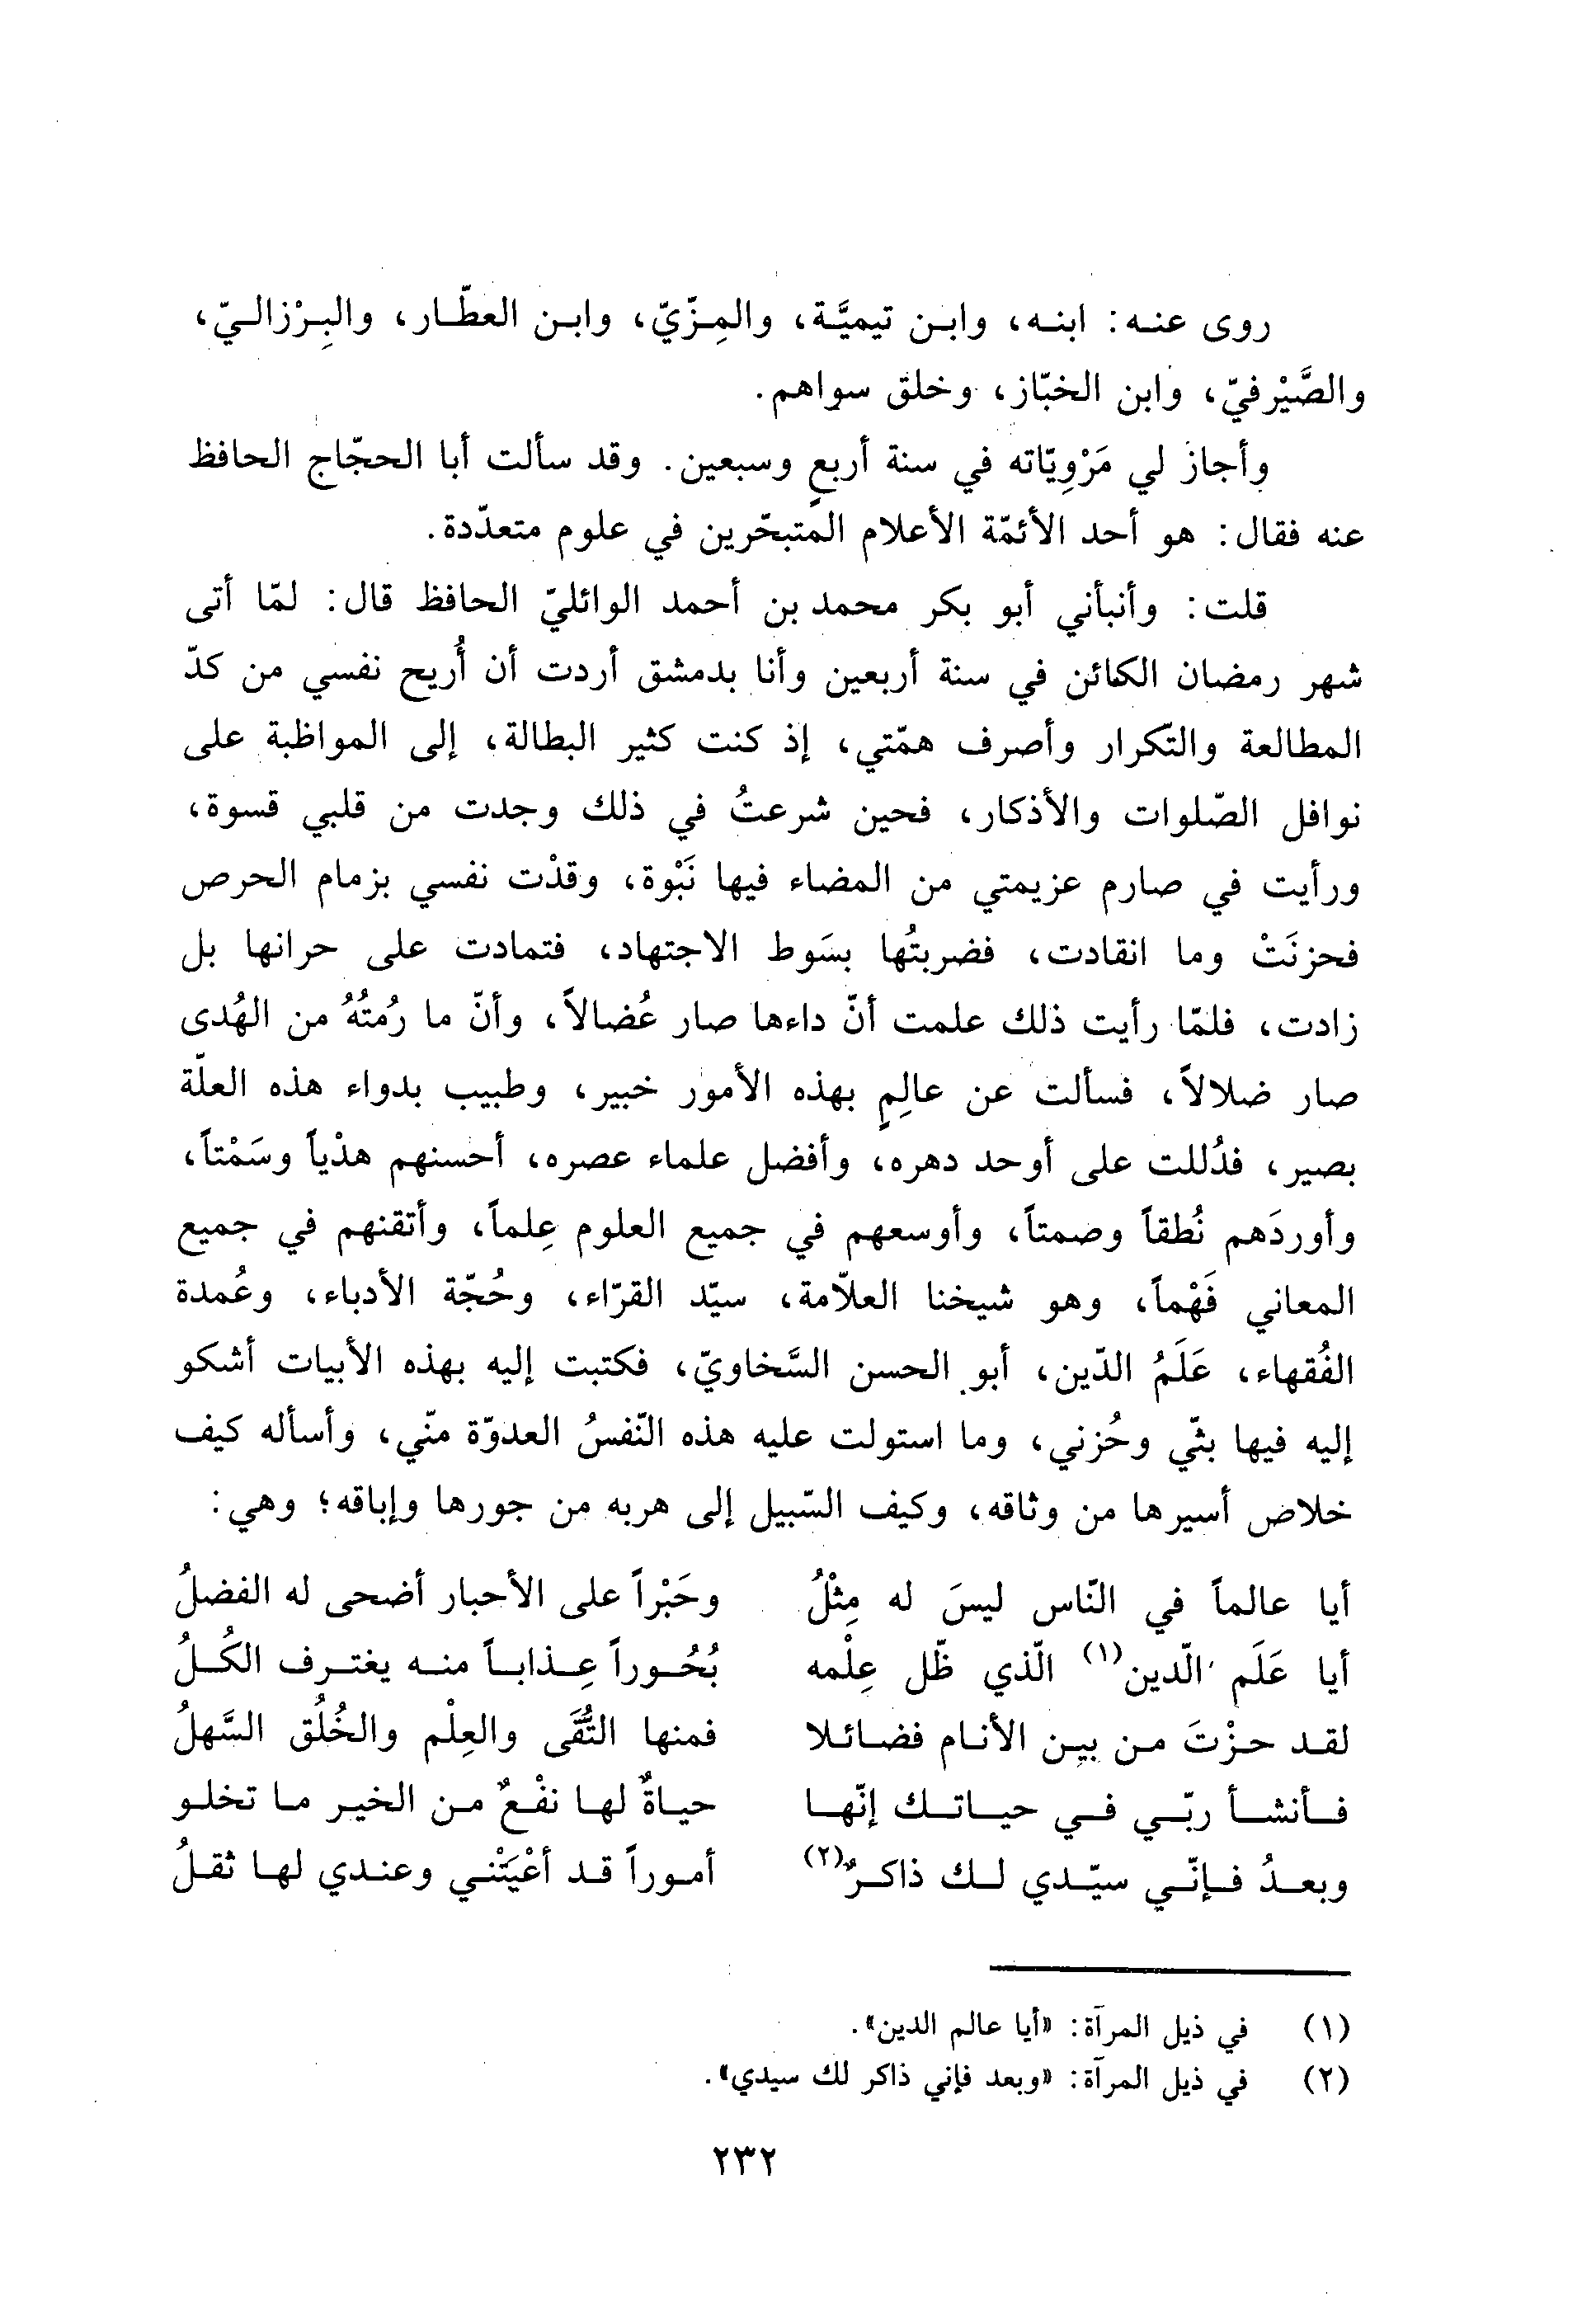 روى عنه: ابنه، وابن تيميَّة، والمِزّيّ، وابن العطّار، والبِرْزاليّ،
والصَّيْرفيّ، وابن الخبّاز، وخلق سواهم.
وأجاز لي مَرْوِيّاته في سنة أربعٍ وسبعين. وقد سألت أبا الحجّاج الحافظ
عنه فقال: هو أحد الأئمّة الأعلام المتبحّرين في علوم متعدّدة.
قلت: وأنبأني أبو بكر محمد بن أحمد الوائليّ الحافظ قال: لمّا أتى
شهر رمضان الكائن في سنة أربعين وأنا بدمشق أردت أن أُريح نفسي من كدّ
المطالعة والتّكرار وأصرف همّتي، إذ كنت كثير البطالة، إلى المواظبة على
نوافل الصّلوات والأذكار، فحين شرعتُ في ذلك وجدت من قلبي قسوة،
ورأيت في صارم عزيمتي من المضاء فيها نَبْوة، وقدْت نفسي بزمام الحرص
فحزنَتْ وما انقادت، فضربتُها بسَوط الاجتهاد، فتمادت على حرانها بل
زادت، فلمّا رأيت ذلك علمت أنّ داءها صار عُضالاً، وأنّ ما رُمتُهُ من الهُدى
صار ضلالاً، فسألت عن عالِمٍ بهذه الأمور خبير، وطبيب بدواء هذه العلّة
بصير، فدُللت على أوحد دهره، وأفضل علماء عصره، أحسنهم هدْياً وسَمْتاً،
وأوردَهم نُطقاً وصمتاً، وأوسعهم في جميع العلوم عِلماً، وأتقنهم في جميع
المعاني فَهْماً، وهو شيخنا العلاّمة، سيّد القرّاء، وحُجّة الأدباء، وعُمدة
الفُقهاء، عَلَمُ الدّين، أبو الحسن السَّخاويّ، فكتبت إليه بهذه الأبيات أشكو
إليه فيها بثّي وحُزني، وما استولت عليه هذه النّفسُ العدوّة منّي، وأسأله كيف
خلاص أسيرها من وثاقه، وكيف السّبيل إلى هربه من جورها وإباقه؛ وهي:
أيا عالماً في النّاس ليسَ له مِثْلُ وحَبْراً على الأحبار أضحى له الفضلُ
أيا عَلَم الّدين(١) الّذي ظّل عِلْمه بُحُوراً عِذاباً منه يغترف الكُلُ
لقد حزْتَ من بين الأنام فضائلا فمنها التُّقَى والعِلْم والخُلُق السَّهلُ
فأنشأ ربّي في حياتك إنّها حياةٌ لها نفْعٌ من الخير ما تخلو
وبعدُ فإنّي سيّدي لك ذاكرٌ(٢) أموراً قد أعْيَتْني وعندي لها ثقلُ
(١) في ذيل المرآة: «أيا عالم الدين».
(٢) في ذيل المرآة: «وبعد فإني ذاكر لك سيدي».
٢٣٢